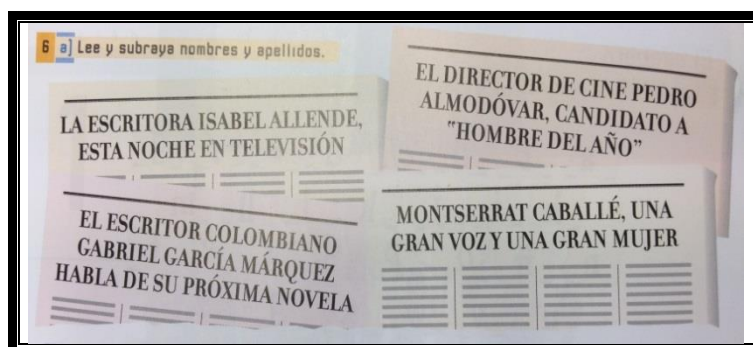 6 a) Lee y subraya nombres y apellidos.
LA ESCRITORA ISABEL ALLENDE,
ESTA NOCHE EN TELEVISIÓN
EL DIRECTOR DE CINE PEDRO
ALMODÓVAR, CANDIDATO A
"HOMBRE DEL AÑO"
EL ESCRITOR COLOMBIANO
GABRIEL GARCÍA MÁRQUEZ
HABLA DE SU PRÓXIMA NOVELA
MONTSERRAT CABALLÉ, UNA
GRAN VOZ Y UNA GRAN MUJER